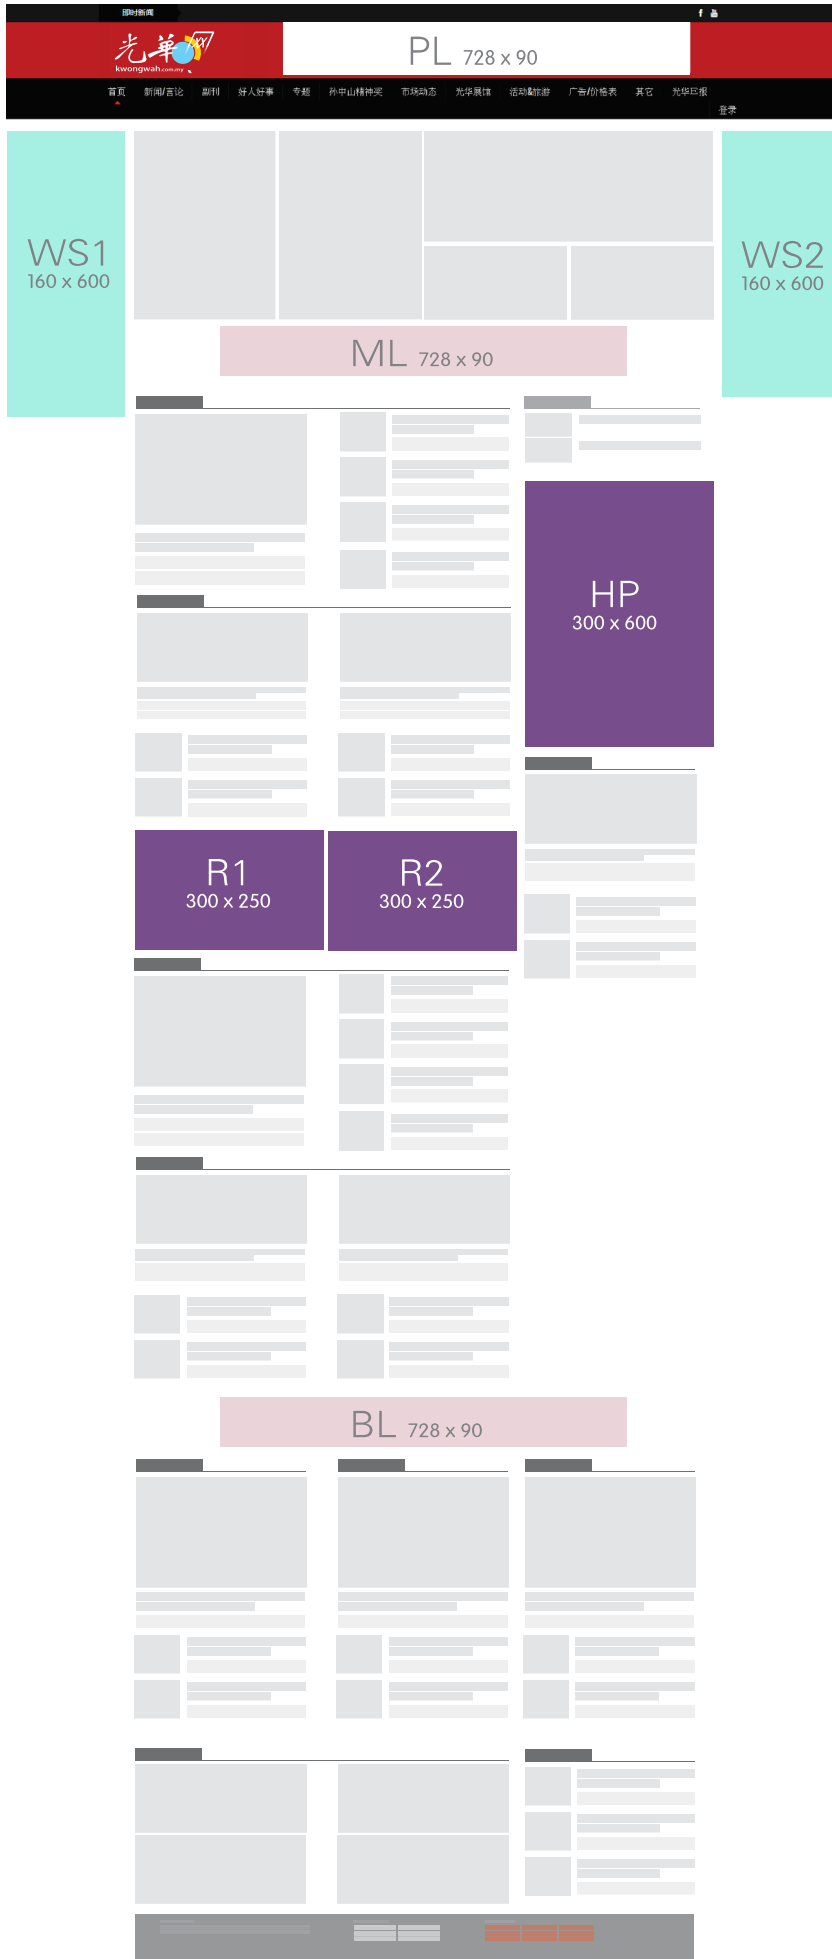 即时新闻
光華
网
kwongwah.com.my
PL 728 x 90
首页 新闻/言论 副刊 好人好事 专题 孙中山精神奖 市场动态 光华展馆 活动&旅游 广告/价格表 其它 光华日报
登录
WS1
160 x 600
WS2
160 x 600
ML 728 x 90
HP
300 x 600
R1
300 x 250
R2
300 x 250
BL 728 x 90